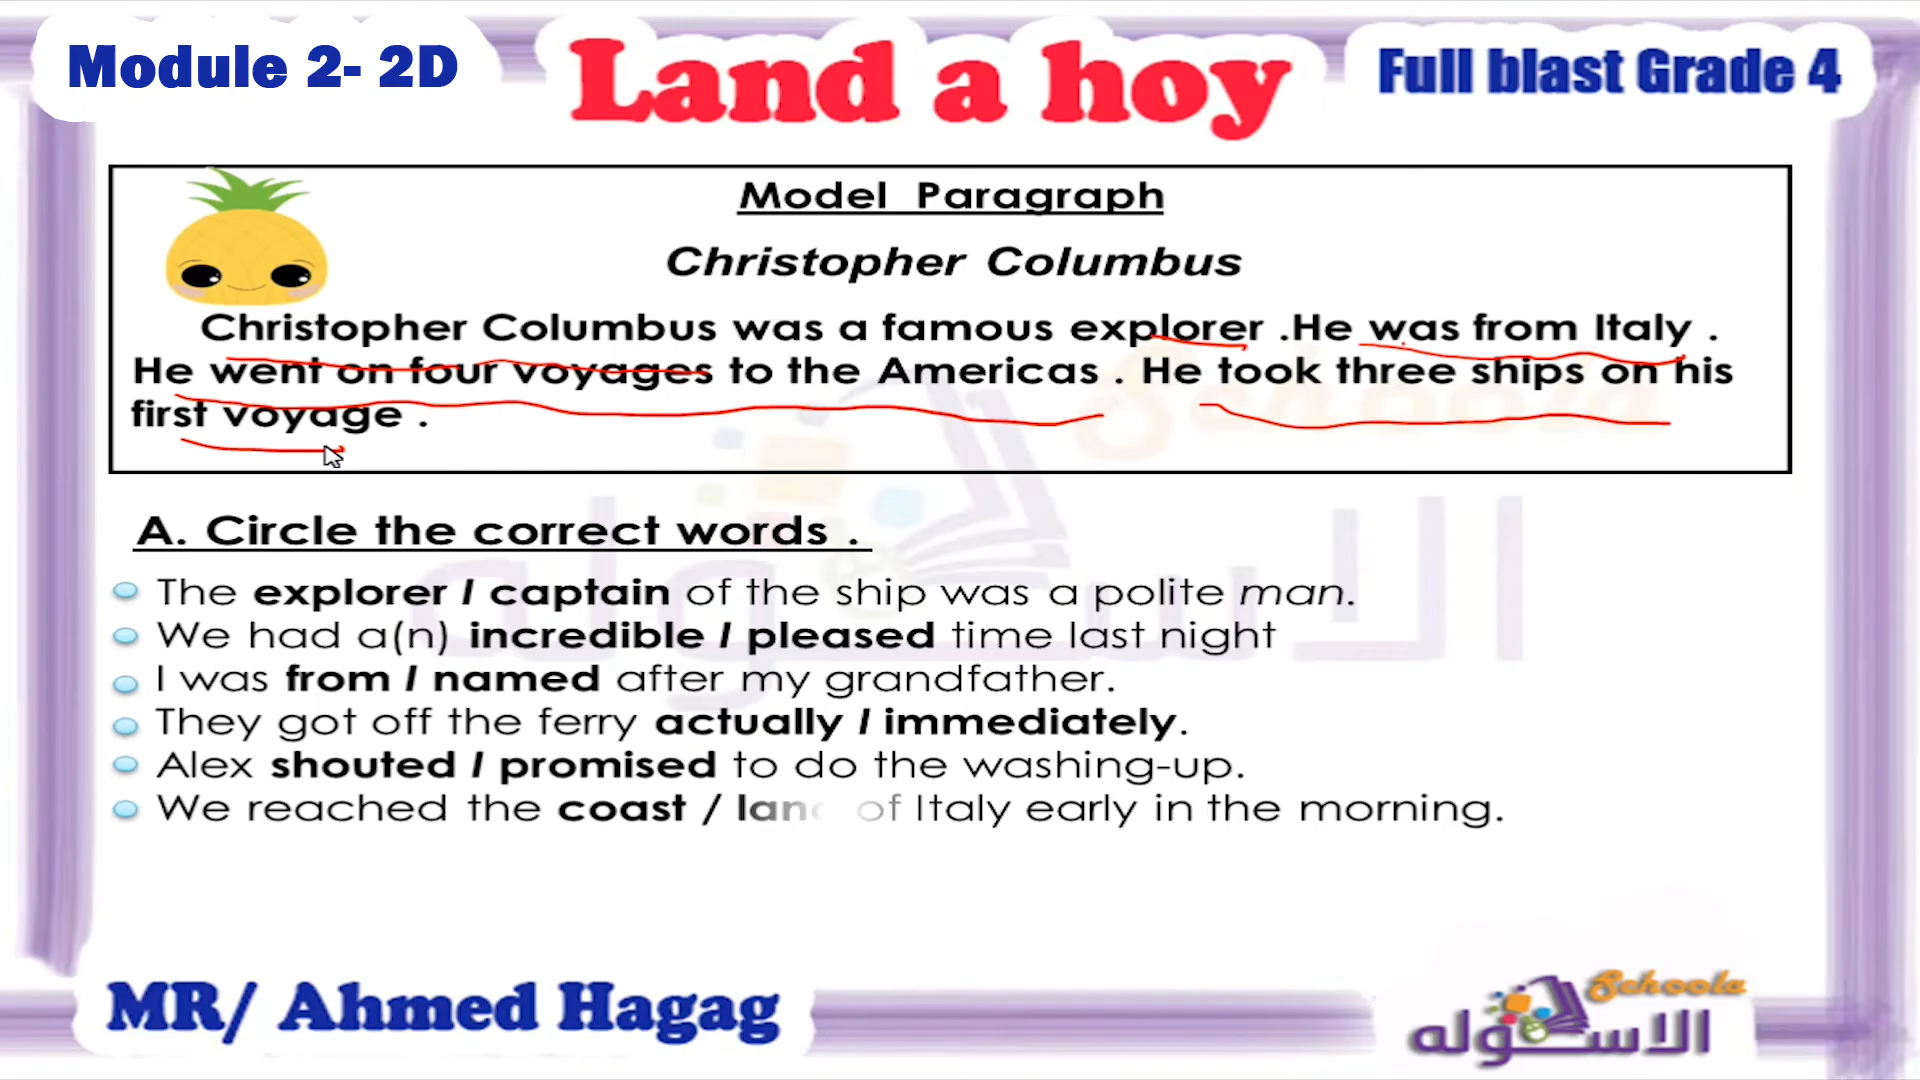 Module 2- 2D
Land a hoy
Full blast Grade 4
Model Paragraph
Christopher Columbus
Christopher Columbus was a famous explorer .He was from Italy .
He went on four voyages to the Americas . He took three ships on his
first voyage .
A. Circle the correct words .
The explorer / captain of the ship was a polite man.
We had a(n) incredible / pleased time last night
I was from / named after my grandfather.
They got off the ferry actually / immediately.
Alex shouted / promised to do the washing-up.
We reached the coast / land of Italy early in the morning.
MR/ Ahmed Hagag
Schoola
الاسكوله